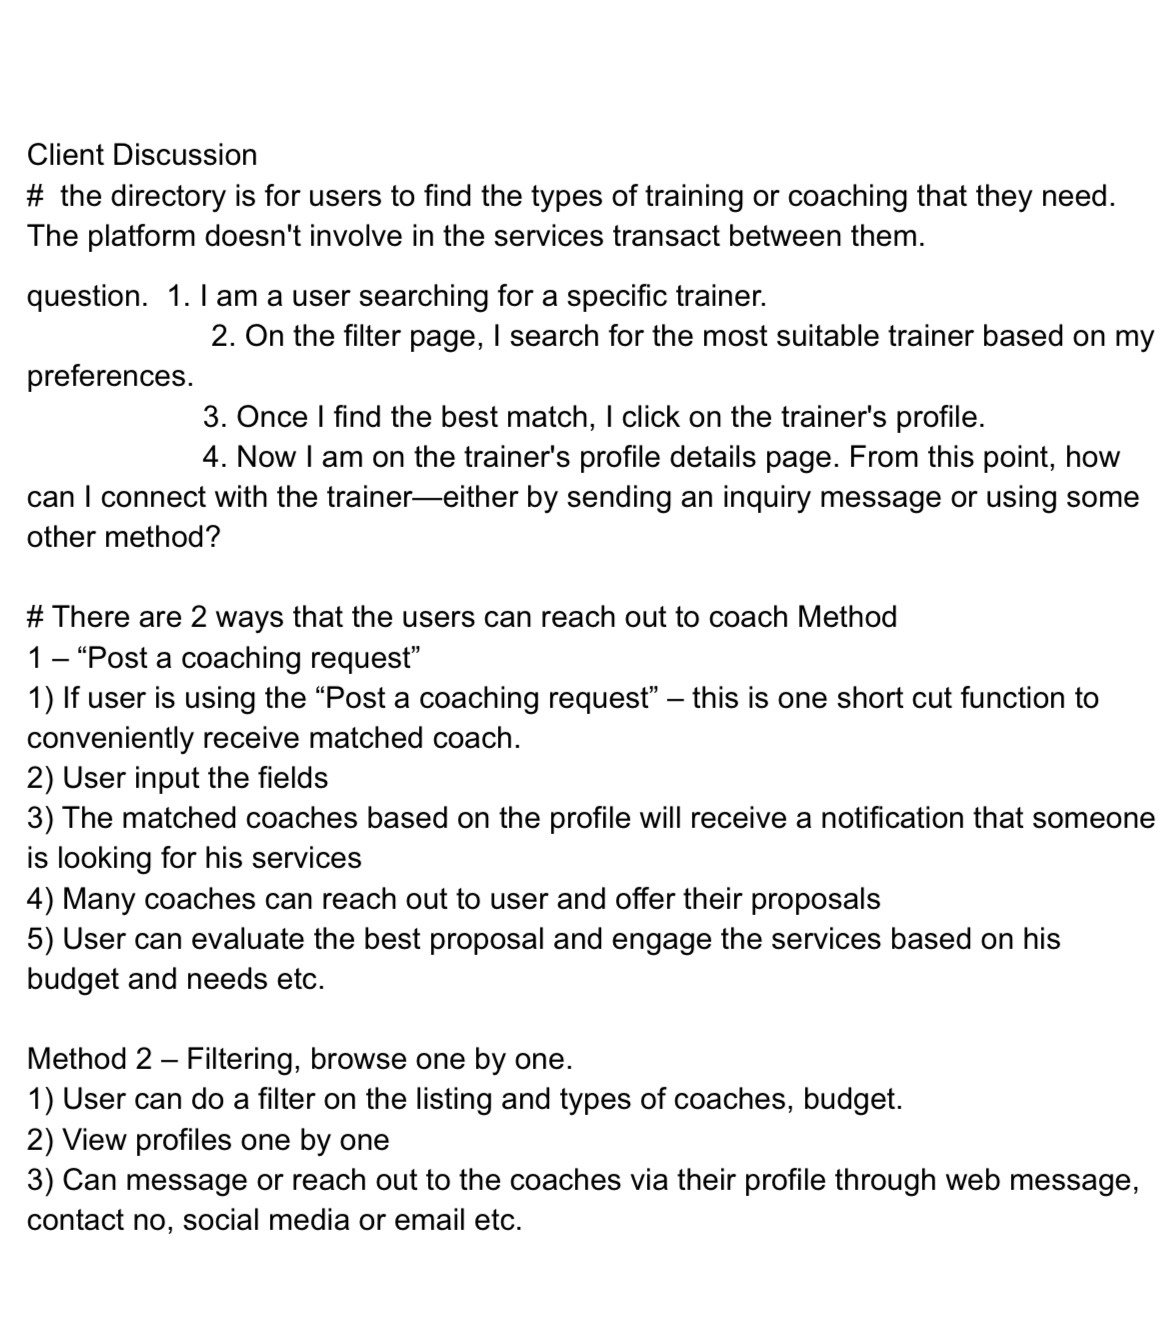 Client Discussion
#  the directory is for users to find the types of training or coaching that they need.
The platform doesn't involve in the services transact between them.
question.  1. I am a user searching for a specific trainer.
2. On the filter page, I search for the most suitable trainer based on my
preferences.
3. Once I find the best match, I click on the trainer's profile.
4. Now I am on the trainer's profile details page. From this point, how
can I connect with the trainer—either by sending an inquiry message or using some
other method?
# There are 2 ways that the users can reach out to coach Method
1 – “Post a coaching request”
1) If user is using the “Post a coaching request” – this is one short cut function to
conveniently receive matched coach.
2) User input the fields
3) The matched coaches based on the profile will receive a notification that someone
is looking for his services
4) Many coaches can reach out to user and offer their proposals
5) User can evaluate the best proposal and engage the services based on his
budget and needs etc.
Method 2 – Filtering, browse one by one.
1) User can do a filter on the listing and types of coaches, budget.
2) View profiles one by one
3) Can message or reach out to the coaches via their profile through web message,
contact no, social media or email etc.